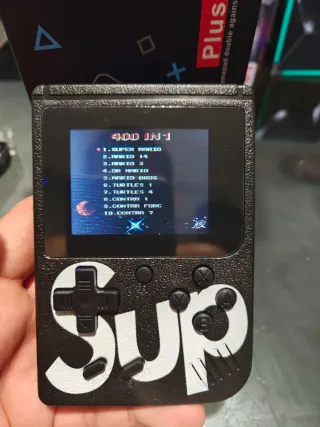 Plus
400 IN 1
1.SUPER MARIO
2.MARIO 14
3.MARIO 3
4.DR MARIO
5.MARIO BROS
6.TURTLES 1
7.TURTLES 4
8.CONTRA 1
9.CONTRA FORC
10.CONTRA 7
Sup
Y
A
B